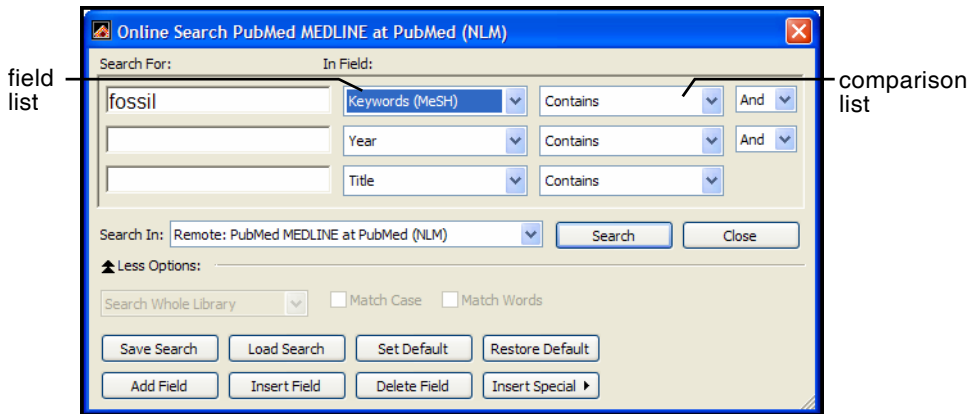 Online Search PubMed MEDLINE at PubMed (NLM)
Search For: In Field:
field list
fossil Keywords (MeSH) Contains And
comparison list
Year Contains And
Title Contains
Search In: Remote: PubMed MEDLINE at PubMed (NLM) Search Close
Less Options:
Search Whole Library Match Case Match Words
Save Search Load Search Set Default Restore Default
Add Field Insert Field Delete Field Insert Special